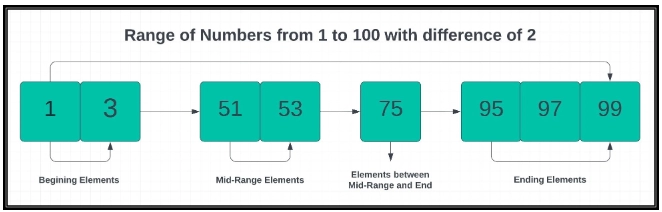 Range of Numbers from 1 to 100 with difference of 2
1 3 51 53 75 95 97 99
Begining Elements
Mid-Range Elements
Elements between
Mid-Range and End
Ending Elements